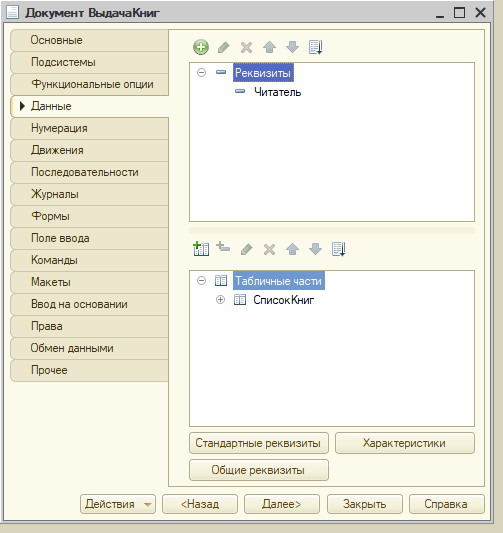 Документ ВыдачаКниг
Основные
Подсистемы
Функциональные опции
Данные
Нумерация
Движения
Последовательности
Журналы
Формы
Поле ввода
Команды
Макеты
Ввод на основании
Права
Обмен данными
Прочее
Реквизиты
Читатель
Табличные части
СписокКниг
Стандартные реквизиты
Характеристики
Общие реквизиты
Действия
<Назад
Далее>
Закрыть
Справка